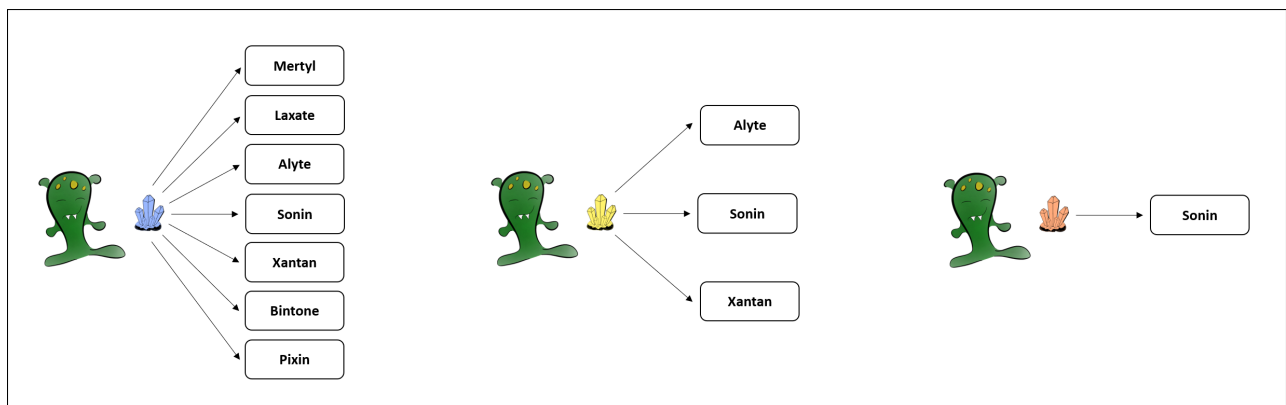 Mertyl
Laxate
Alyte
Sonin
Xantan
Bintone
Pixin
Alyte
Sonin
Xantan
Sonin